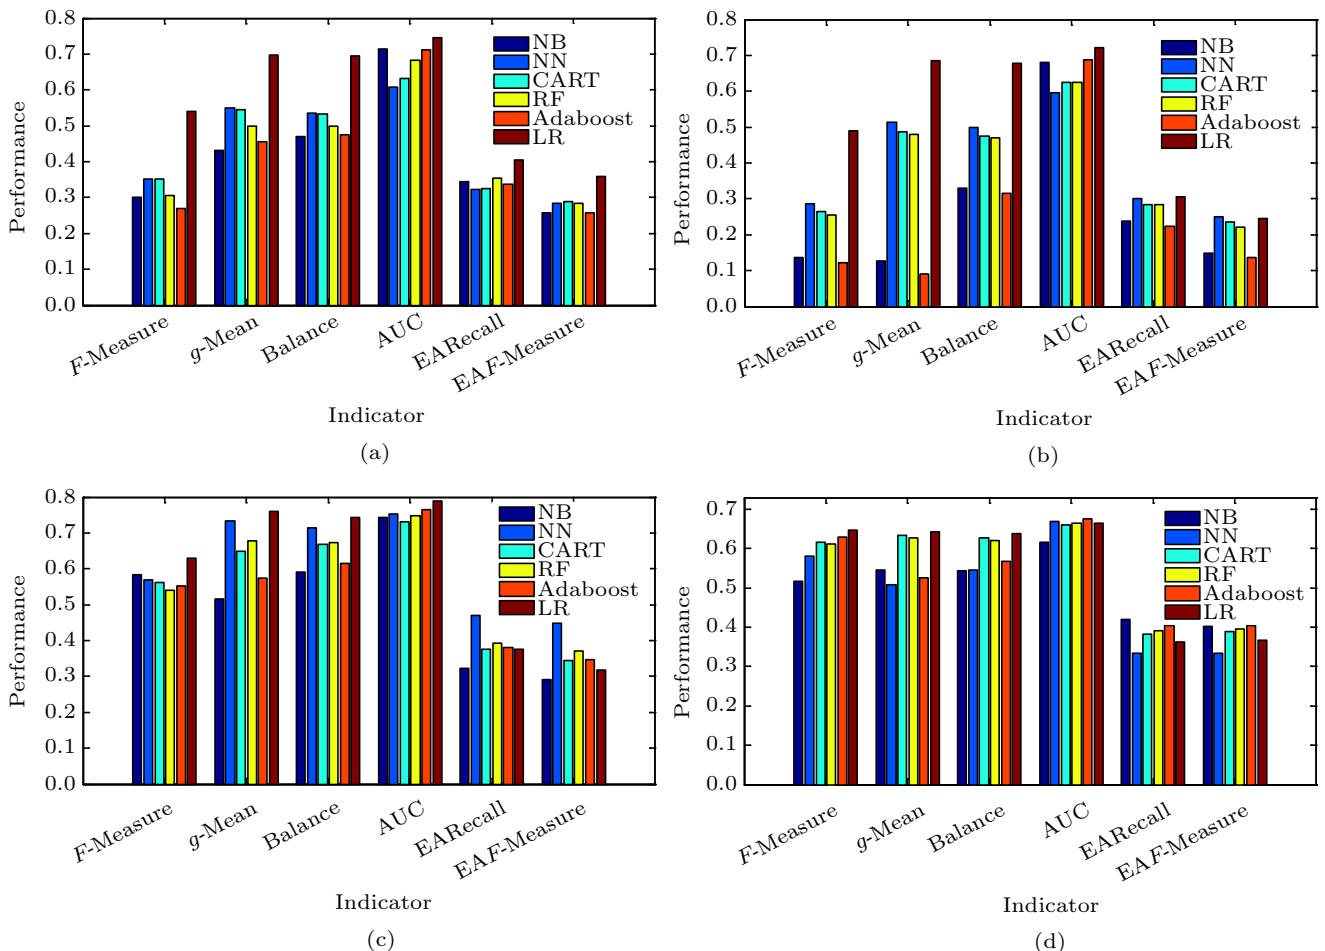 0.8
0.7
0.6
0.5
0.4
0.3
0.2
0.1
0.0
Performance
NB
NN
CART
RF
Adaboost
LR
F-Measure
g-Mean
Balance
AUC
EARecall
EAF-Measure
Indicator
(a)
0.8
0.7
0.6
0.5
0.4
0.3
0.2
0.1
0.0
Performance
NB
NN
CART
RF
Adaboost
LR
F-Measure
g-Mean
Balance
AUC
EARecall
EAF-Measure
Indicator
(b)
0.8
0.7
0.6
0.5
0.4
0.3
0.2
0.1
0.0
Performance
NB
NN
CART
RF
Adaboost
LR
F-Measure
g-Mean
Balance
AUC
EARecall
EAF-Measure
Indicator
(c)
0.7
0.6
0.5
0.4
0.3
0.2
0.1
0.0
Performance
NB
NN
CART
RF
Adaboost
LR
F-Measure
g-Mean
Balance
AUC
EARecall
EAF-Measure
Indicator
(d)